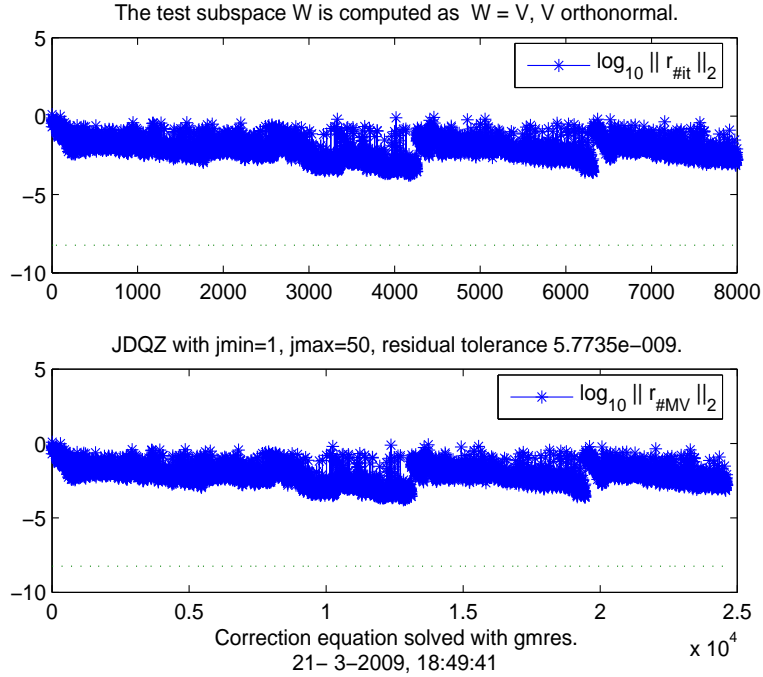 The test subspace W is computed as  W = V, V orthonormal.
5
0
−5
−10
log10 || r#it ||2
0 1000 2000 3000 4000 5000 6000 7000 8000
JDQZ with jmin=1, jmax=50, residual tolerance 5.7735e−009.
5
0
−5
−10
log10 || r#MV ||2
0 0.5 1 1.5 2 2.5
x 10^4
Correction equation solved with gmres.
21− 3−2009, 18:49:41